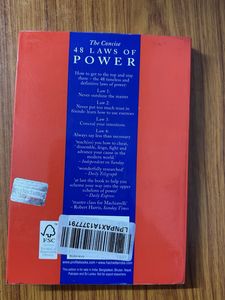 The Concise
48 LAWS OF
POWER
How to get to the top and stay
there – the 48 timeless and
definitive laws of power:
Law 1:
Never outshine the master
Law 2:
Never put too much trust in
friends; learn how to use enemies
Law 3:
Conceal your intentions
Law 4:
Always say less than necessary
'teach(es) you how to cheat,
dissemble, feign, fight and
advance your cause in the
modern world.'
– Independent on Sunday
'wonderfully researched'
– Daily Telegraph
'at last the book to help you
scheme your way into the upper
echelons of power'
– Daily Express
'master class for Machiavellis'
– Robert Harris, Sunday Times
LPNPAXA1A1377791
FSC
www.profilebooks.com